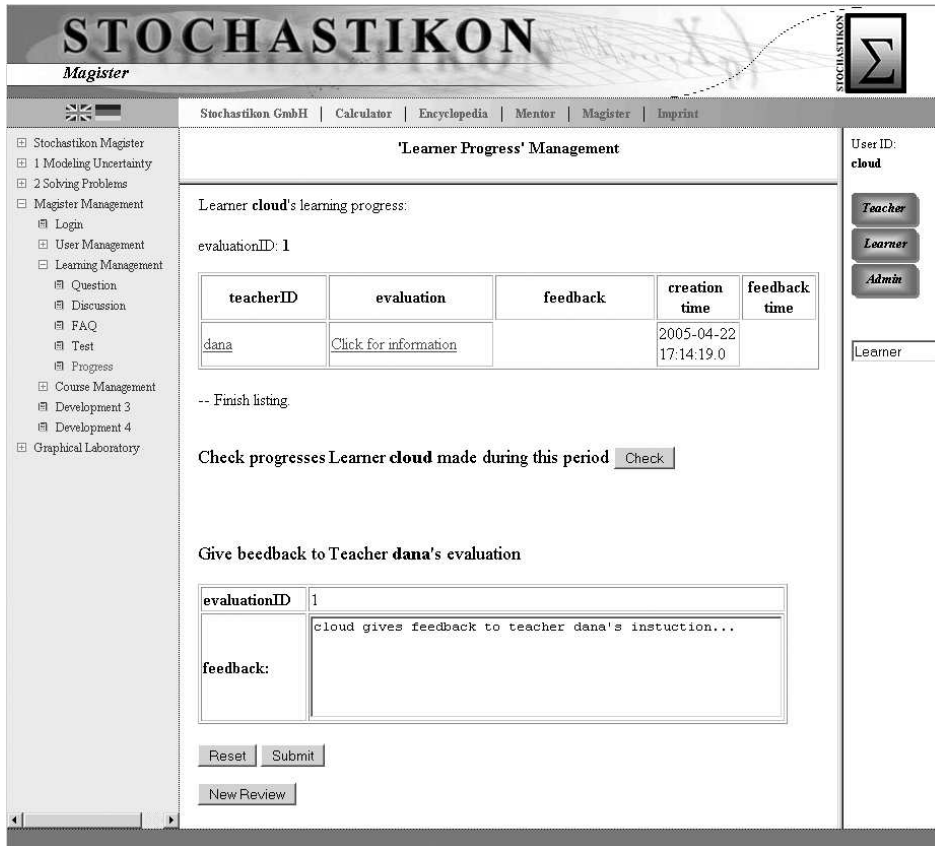 STOCHASTIKON
Magister
STOCHASTIKON
Σ
Stochastikon GmbH | Calculator | Encyclopedia | Mentor | Magister | Imprint
Stochastikon Magister
1 Modeling Uncertainty
2 Solving Problems
Magister Management
Login
User Management
Learning Management
Question
Discussion
FAQ
Test
Progress
Course Management
Development 3
Development 4
Graphical Laboratory
'Learner Progress' Management
Learner cloud's learning progress:
evaluationID: 1
teacherID evaluation feedback creation time feedback time
dana Click for information 2005-04-22
17:14:19.0
-- Finish listing.
Check progresses Learner cloud made during this period Check
Give beedback to Teacher dana's evaluation
evaluationID 1
feedback: cloud gives feedback to teacher dana's instuction...
Reset Submit
New Review
User ID:
cloud
Teacher
Learner
Admin
Learner